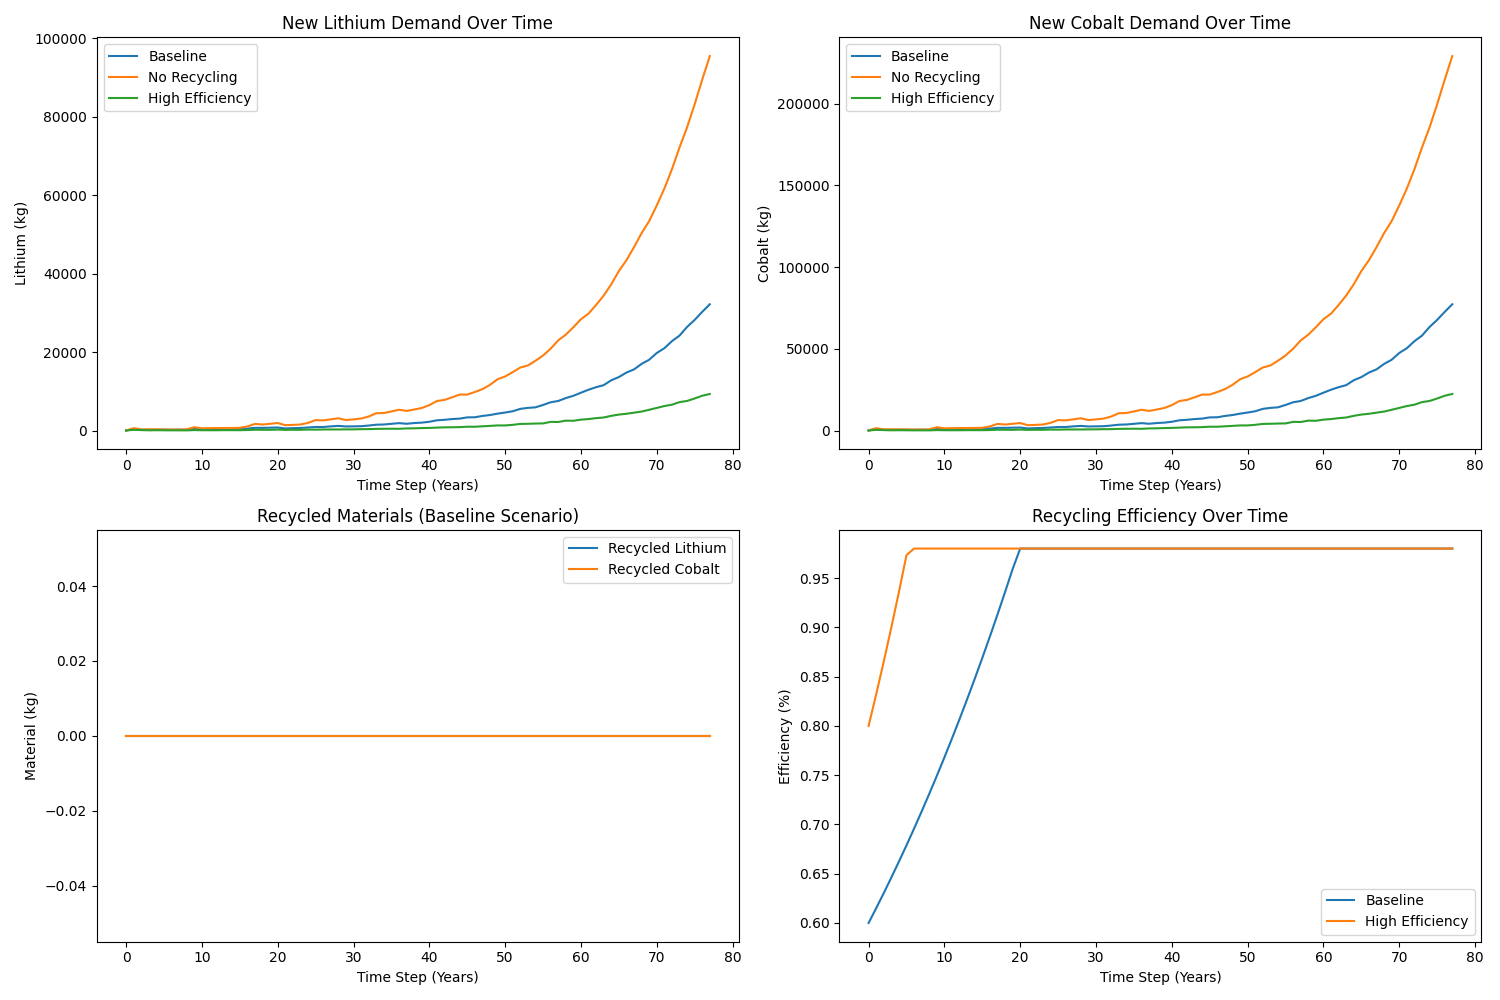 New Lithium Demand Over Time
100000
80000
60000
40000
20000
0
Lithium (kg)
Baseline
No Recycling
High Efficiency
0 10 20 30 40 50 60 70 80
Time Step (Years)
New Cobalt Demand Over Time
200000
150000
100000
50000
0
Cobalt (kg)
Baseline
No Recycling
High Efficiency
0 10 20 30 40 50 60 70 80
Time Step (Years)
Recycled Materials (Baseline Scenario)
0.04
0.02
0.00
−0.02
−0.04
Material (kg)
Recycled Lithium
Recycled Cobalt
0 10 20 30 40 50 60 70 80
Time Step (Years)
Recycling Efficiency Over Time
0.95
0.90
0.85
0.80
0.75
0.70
0.65
0.60
Efficiency (%)
Baseline
High Efficiency
0 10 20 30 40 50 60 70 80
Time Step (Years)